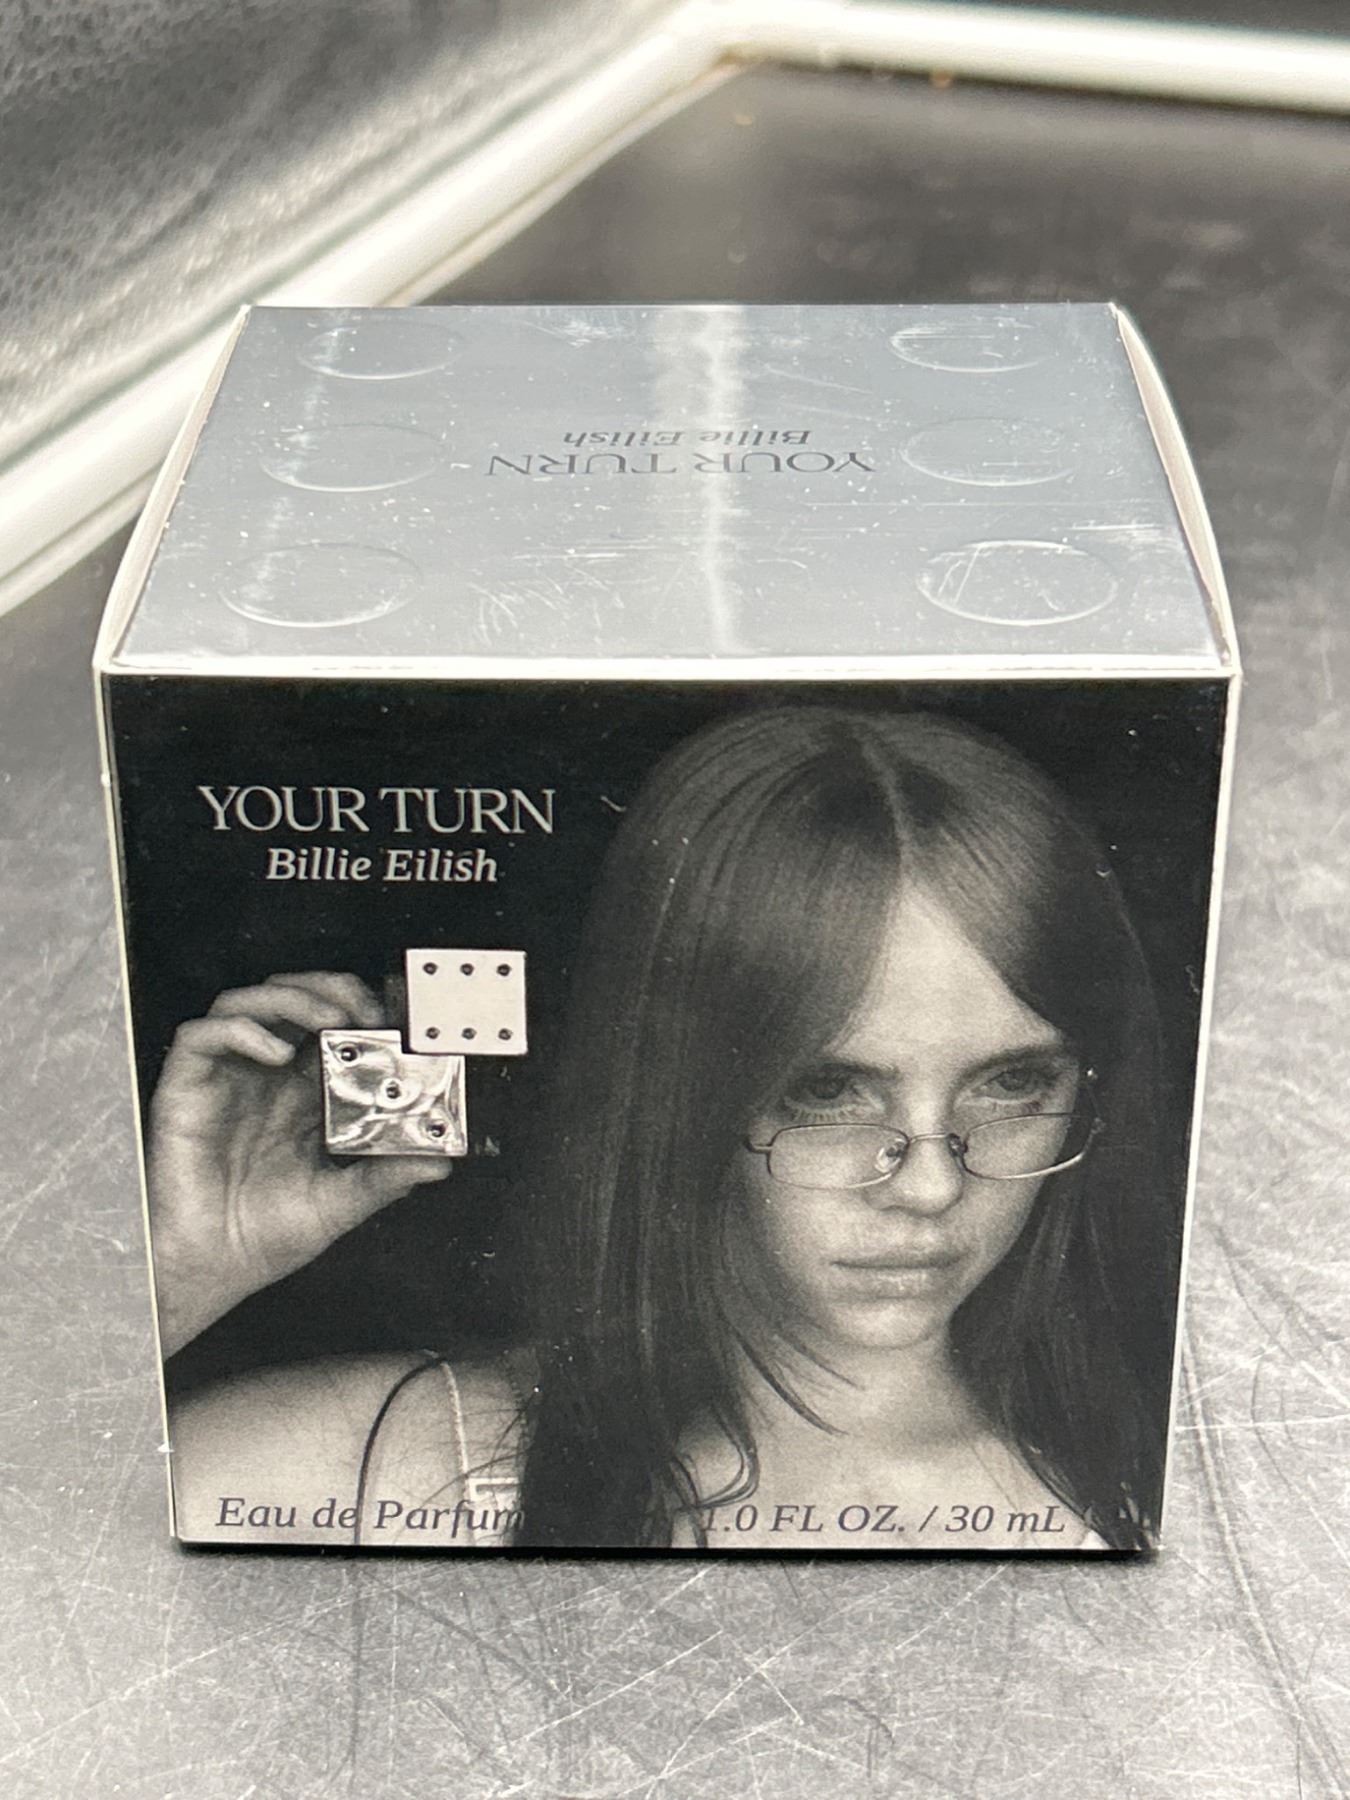 YOUR TURN
Billie Eilish
YOUR TURN
Billie Eilish
Eau de Parfum
1.0 FL OZ. / 30 mL